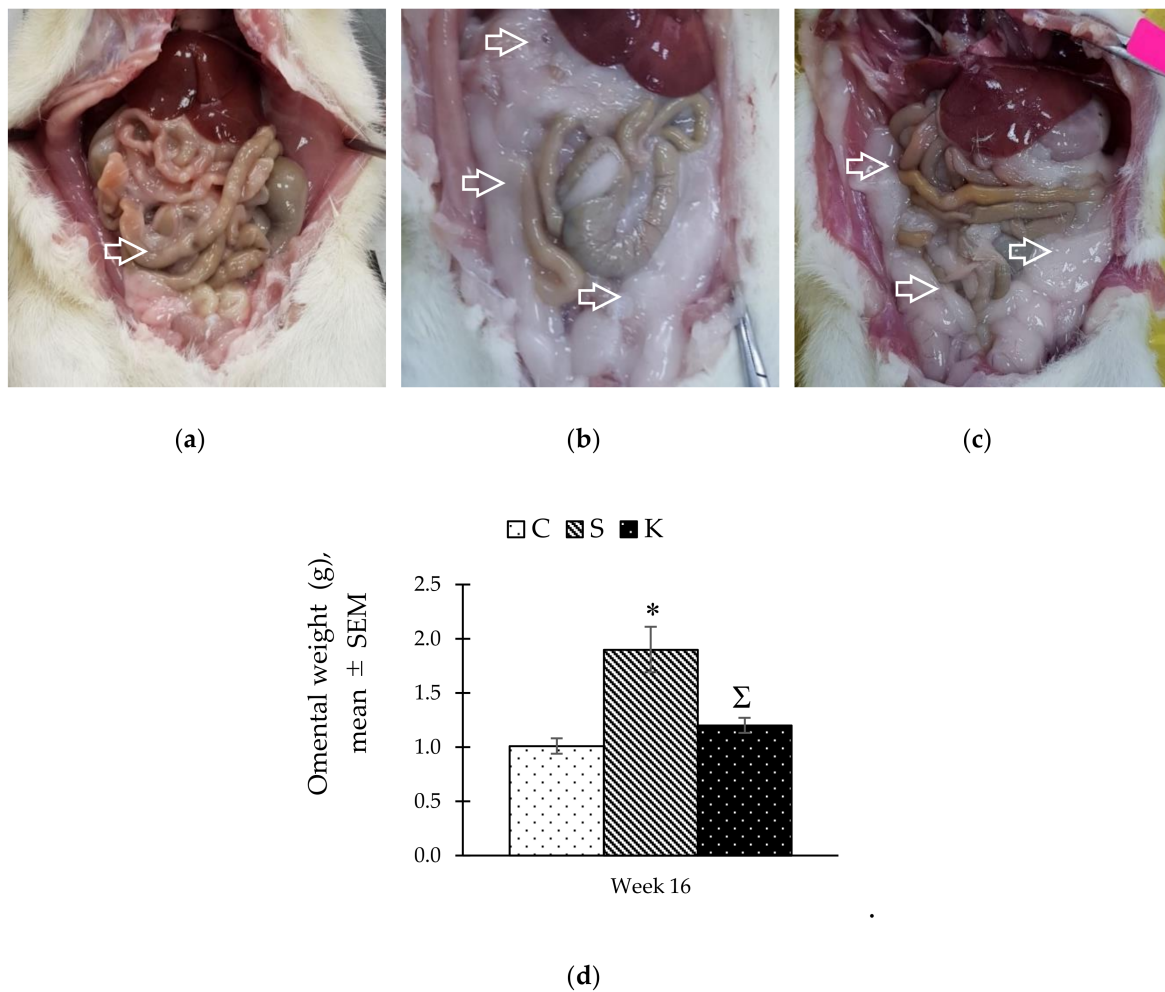 (a) (b) (c)
C S K
Omental weight (g),
mean ± SEM
2.5
2.0
1.5
1.0
0.5
0.0
*
Σ
Week 16
.
(d)